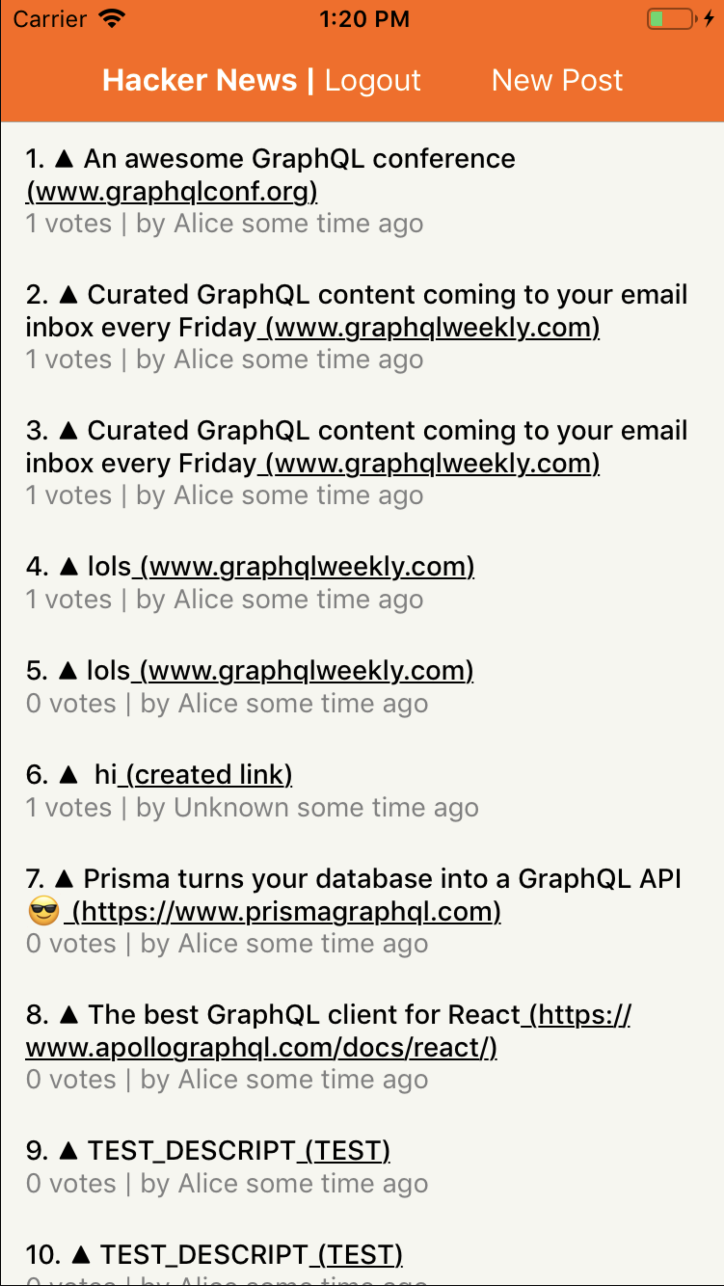 Carrier 1:20 PM
Hacker News | Logout New Post
1. ▲ An awesome GraphQL conference
(www.graphqlconf.org)
1 votes | by Alice some time ago
2. ▲ Curated GraphQL content coming to your email
inbox every Friday (www.graphqlweekly.com)
1 votes | by Alice some time ago
3. ▲ Curated GraphQL content coming to your email
inbox every Friday (www.graphqlweekly.com)
1 votes | by Alice some time ago
4. ▲ lols (www.graphqlweekly.com)
1 votes | by Alice some time ago
5. ▲ lols (www.graphqlweekly.com)
0 votes | by Alice some time ago
6. ▲ hi (created link)
1 votes | by Unknown some time ago
7. ▲ Prisma turns your database into a GraphQL API
😎 (https://www.prismagraphql.com)
0 votes | by Alice some time ago
8. ▲ The best GraphQL client for React (https://
www.apollographql.com/docs/react/)
0 votes | by Alice some time ago
9. ▲ TEST_DESCRIPT (TEST)
0 votes | by Alice some time ago
10. ▲ TEST_DESCRIPT (TEST)
0 votes | by Alice some time ago